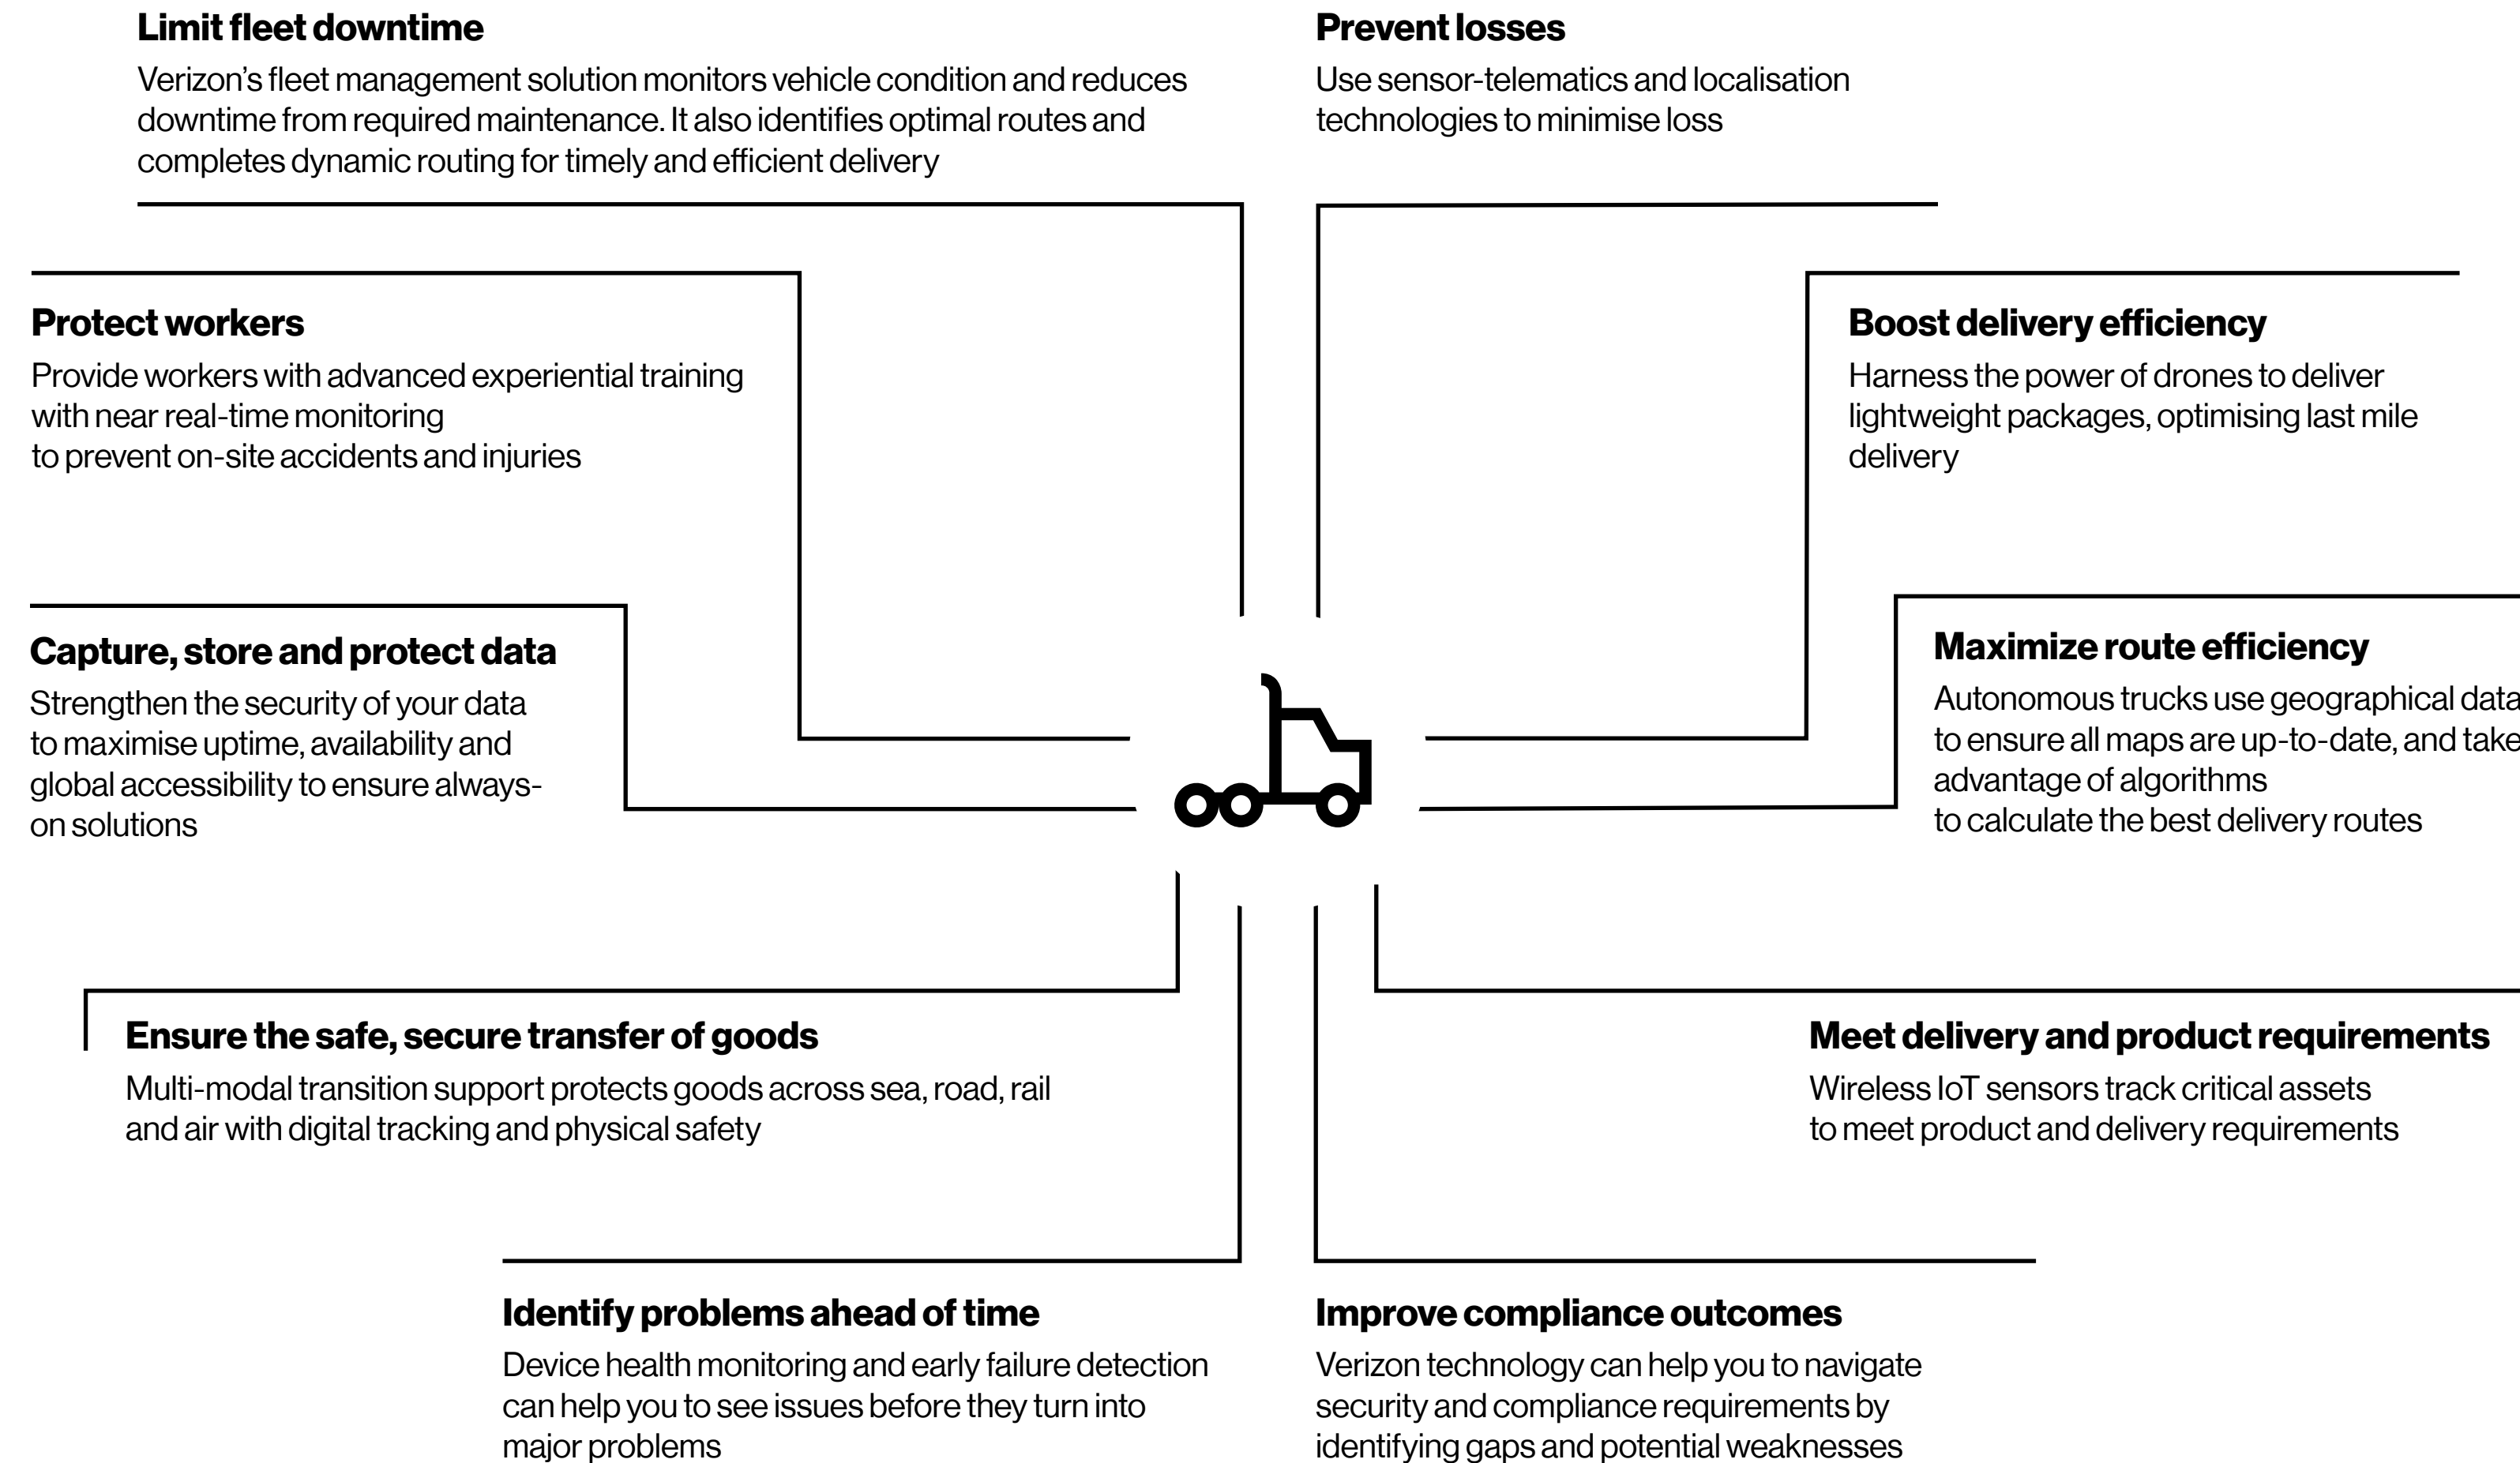 Limit fleet downtime
Verizon’s fleet management solution monitors vehicle condition and reduces
downtime from required maintenance. It also identifies optimal routes and
completes dynamic routing for timely and efficient delivery
Prevent losses
Use sensor-telematics and localisation
technologies to minimise loss
Protect workers
Provide workers with advanced experiential training
with near real-time monitoring
to prevent on-site accidents and injuries
Boost delivery efficiency
Harness the power of drones to deliver
lightweight packages, optimising last mile
delivery
Capture, store and protect data
Strengthen the security of your data
to maximise uptime, availability and
global accessibility to ensure always-
on solutions
Maximize route efficiency
Autonomous trucks use geographical data
to ensure all maps are up-to-date, and take
advantage of algorithms
to calculate the best delivery routes
Ensure the safe, secure transfer of goods
Multi-modal transition support protects goods across sea, road, rail
and air with digital tracking and physical safety
Meet delivery and product requirements
Wireless IoT sensors track critical assets
to meet product and delivery requirements
Identify problems ahead of time
Device health monitoring and early failure detection
can help you to see issues before they turn into
major problems
Improve compliance outcomes
Verizon technology can help you to navigate
security and compliance requirements by
identifying gaps and potential weaknesses